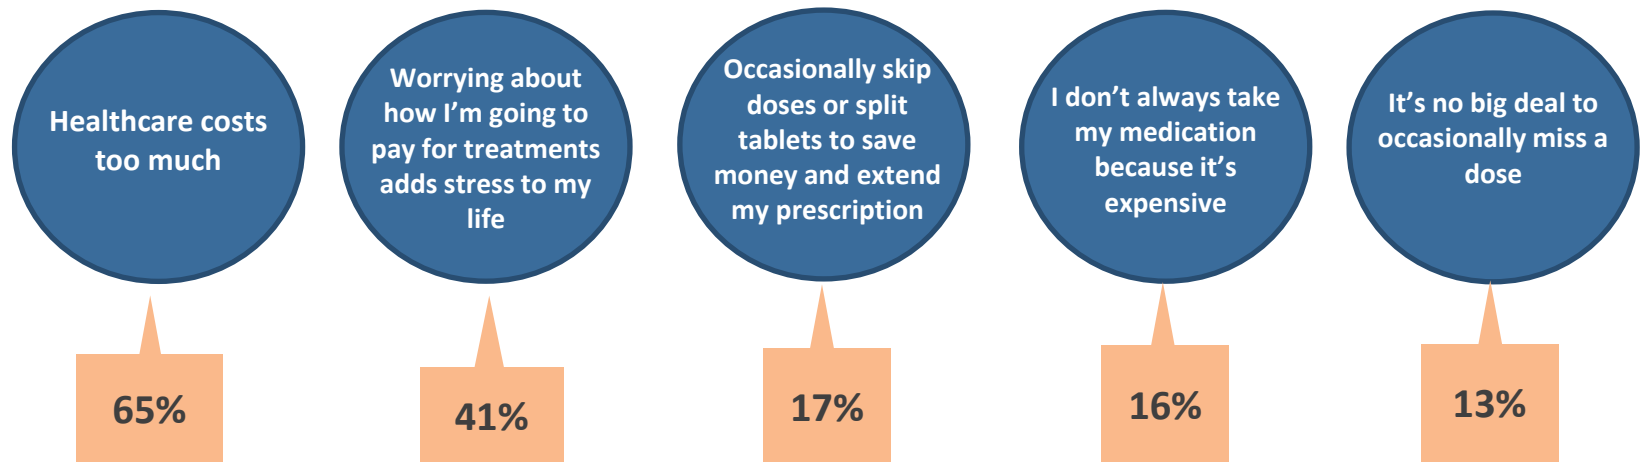 Healthcare costs
too much
Worrying about
how I’m going to
pay for treatments
adds stress to my
life
Occasionally skip
doses or split
tablets to save
money and extend
my prescription
I don’t always take
my medication
because it’s
expensive
It’s no big deal to
occasionally miss a
dose
65%
41%
17%
16%
13%